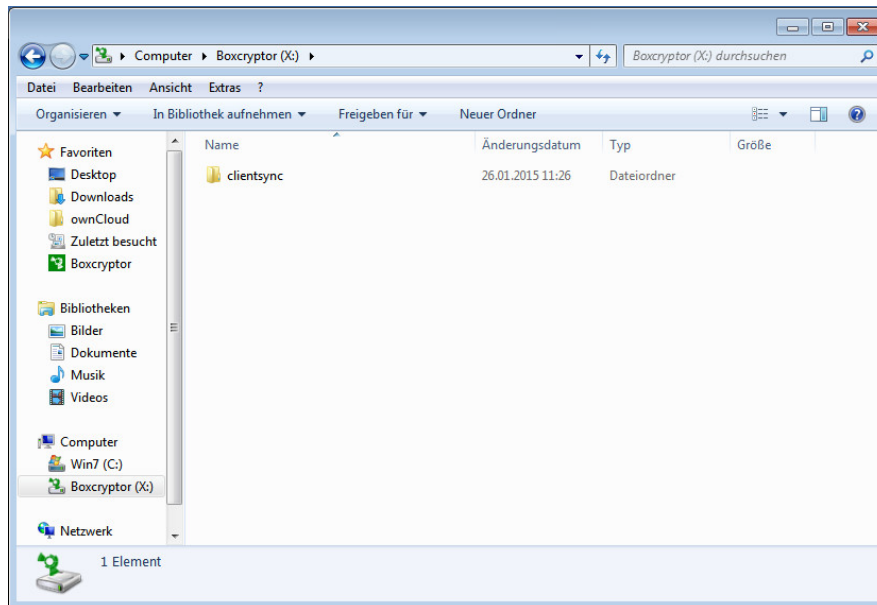 Computer ▸ Boxcryptor (X:) ▸
Boxcryptor (X:) durchsuchen
Datei Bearbeiten Ansicht Extras ?
Organisieren In Bibliothek aufnehmen Freigeben für Neuer Ordner
Name Änderungsdatum Typ Größe
clientsync 26.01.2015 11:26 Dateiordner
Favoriten
Desktop
Downloads
ownCloud
Zuletzt besucht
Boxcryptor
Bibliotheken
Bilder
Dokumente
Musik
Videos
Computer
Win7 (C:)
Boxcryptor (X:)
Netzwerk
1 Element